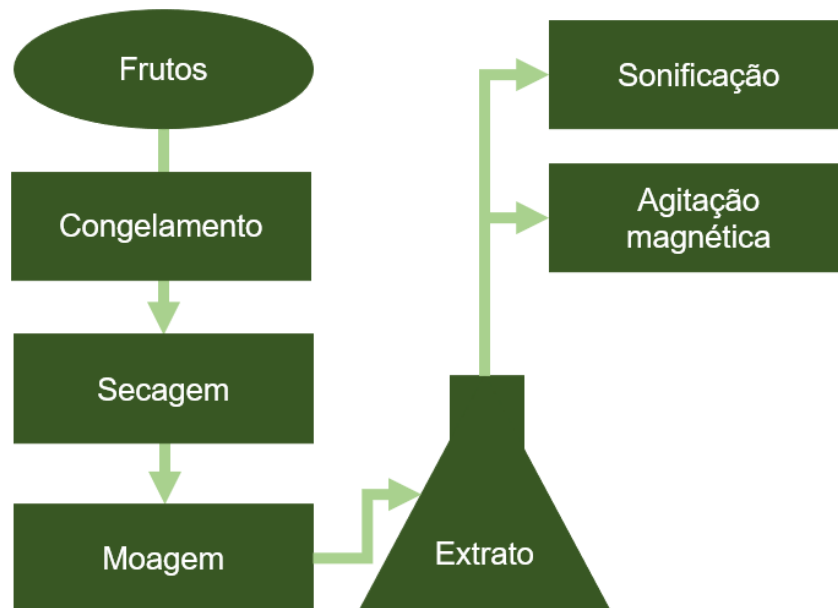 Frutos
Congelamento
Secagem
Moagem
Extrato
Sonificação
Agitação
magnética